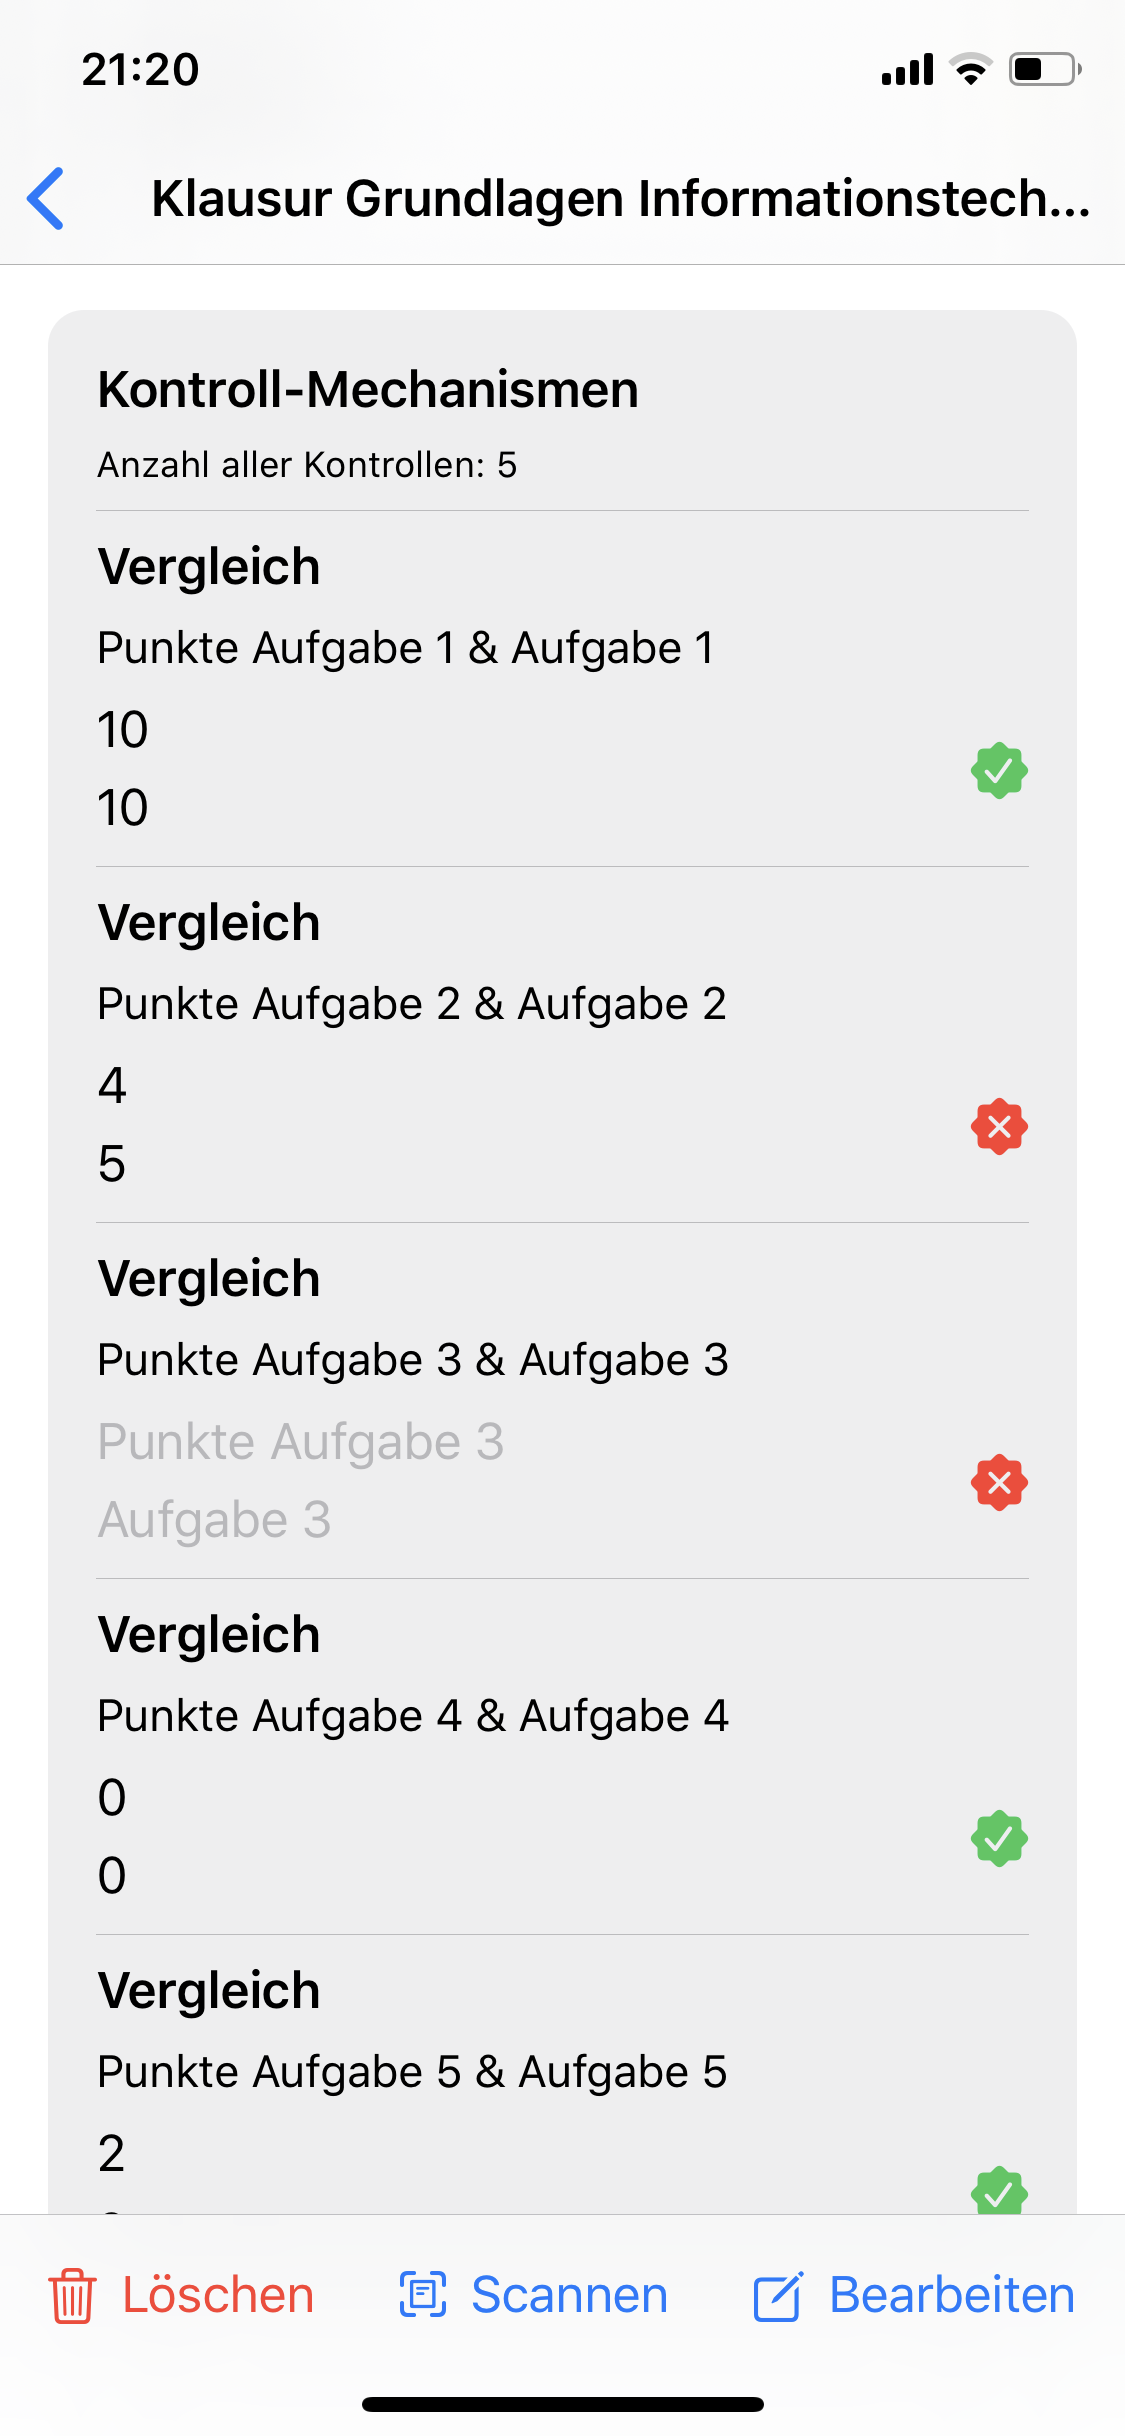 21:20
Klausur Grundlagen Informationstech...
Kontroll-Mechanismen
Anzahl aller Kontrollen: 5
Vergleich
Punkte Aufgabe 1 & Aufgabe 1
10
10
Vergleich
Punkte Aufgabe 2 & Aufgabe 2
4
5
Vergleich
Punkte Aufgabe 3 & Aufgabe 3
Punkte Aufgabe 3
Aufgabe 3
Vergleich
Punkte Aufgabe 4 & Aufgabe 4
0
0
Vergleich
Punkte Aufgabe 5 & Aufgabe 5
2
Löschen Scannen Bearbeiten